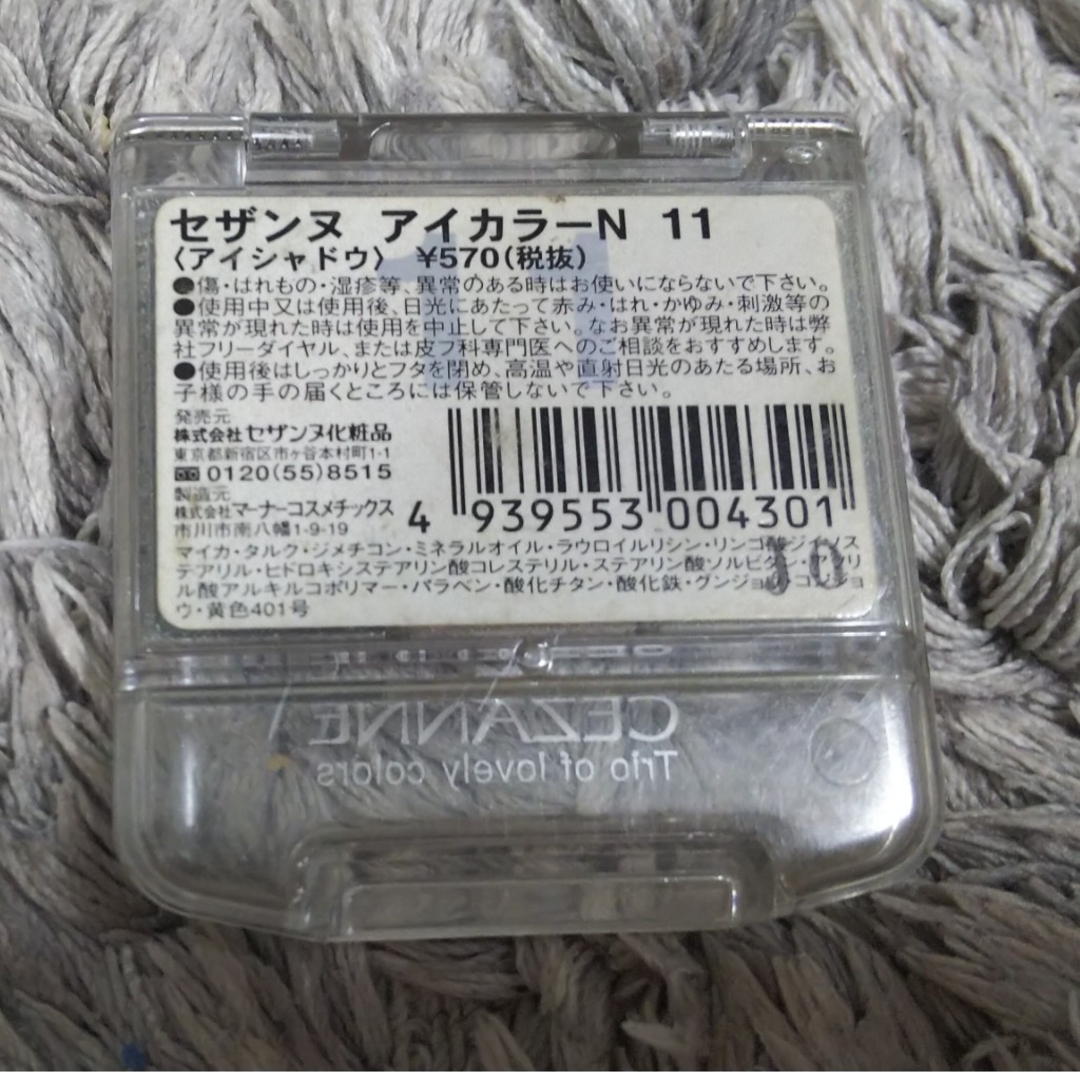 セザンヌ アイカラーN 11
〈アイシャドウ〉 ¥570(税抜)
●傷・はれもの・湿疹等、異常のある時はお使いにならないで下さい。
●使用中又は使用後、日光にあたって赤み・はれ・かゆみ・刺激等の
異常が現れた時は使用を中止して下さい。なお異常が現れた時は弊
社フリーダイヤル、または皮フ科専門医へのご相談をおすすめします。
●使用後はしっかりとフタを閉め、高温や直射日光のあたる場所、お
子様の手の届くところには保管しないで下さい。
発売元
株式会社セザンヌ化粧品
東京都新宿区市ヶ谷本村町1-1
0120(55)8515
製造元
株式会社マーナーコスメチックス
市川市南八幡1-9-19
4 939553 004301
マイカ・タルク・ジメチコン・ミネラルオイル・ラウロイルリシン・リンゴ酸ジイソス
テアリル・ヒドロキシステアリン酸コレステリル・ステアリン酸ソルビタン・アクリ
ル酸アルキルコポリマー・パラベン・酸化チタン・酸化鉄・グンジョウ・コンジョ
ウ・黄色401号
CEZANNE
Trio of lovely colors